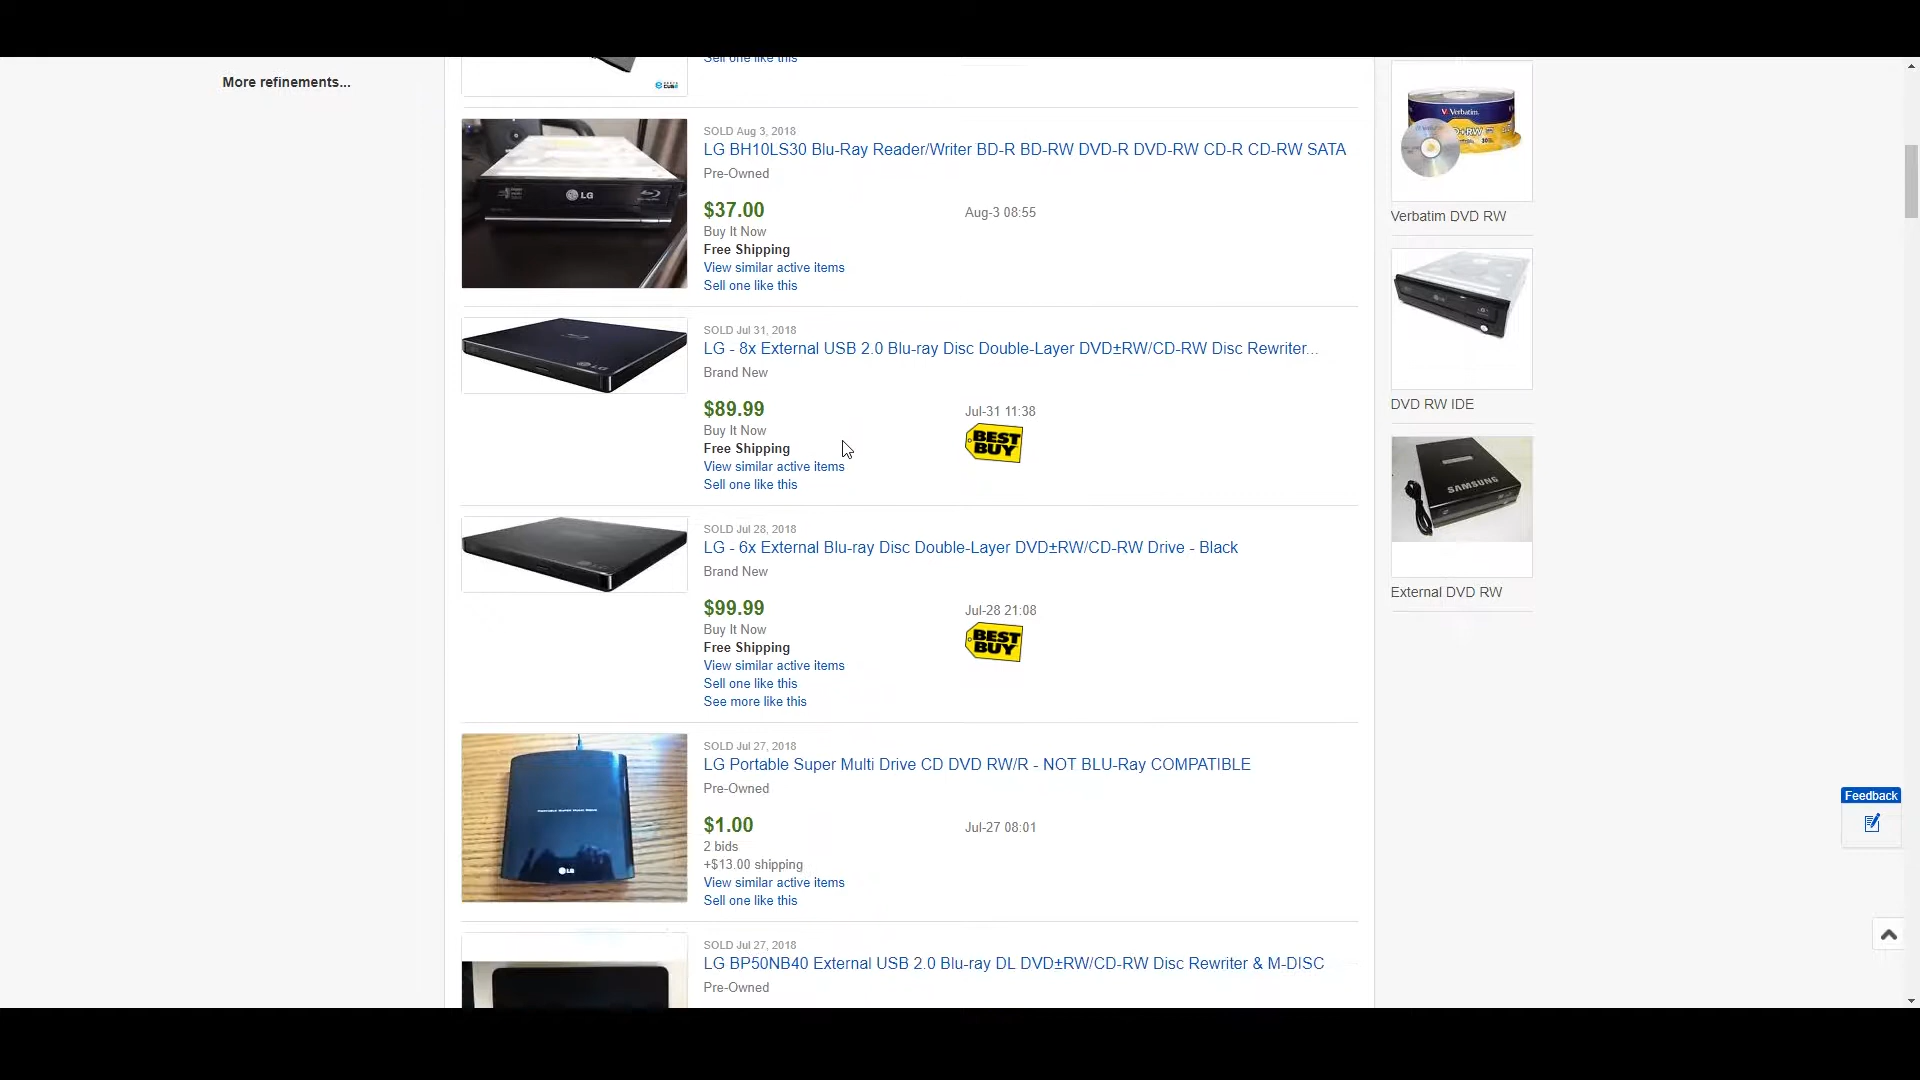 Sell one like this
More refinements...
SOLD Aug 3, 2018
LG BH10LS30 Blu-Ray Reader/Writer BD-R BD-RW DVD-R DVD-RW CD-R CD-RW SATA
Pre-Owned
$37.00
Aug-3 08:55
Buy It Now
Free Shipping
View similar active items
Sell one like this
LG
SOLD Jul 31, 2018
LG - 8x External USB 2.0 Blu-ray Disc Double-Layer DVD±RW/CD-RW Disc Rewriter...
Brand New
$89.99
Jul-31 11:38
Buy It Now
Free Shipping
BEST BUY
View similar active items
Sell one like this
LG
SOLD Jul 28, 2018
LG - 6x External Blu-ray Disc Double-Layer DVD±RW/CD-RW Drive - Black
Brand New
$99.99
Jul-28 21:08
Buy It Now
Free Shipping
BEST BUY
View similar active items
Sell one like this
See more like this
LG
SOLD Jul 27, 2018
LG Portable Super Multi Drive CD DVD RW/R - NOT BLU-Ray COMPATIBLE
Pre-Owned
$1.00
Jul-27 08:01
2 bids
+$13.00 shipping
View similar active items
Sell one like this
LG
SOLD Jul 27, 2018
LG BP50NB40 External USB 2.0 Blu-ray DL DVD±RW/CD-RW Disc Rewriter & M-DISC
Pre-Owned
Verbatim
Verbatim DVD RW
DVD RW IDE
SAMSUNG
External DVD RW
Feedback